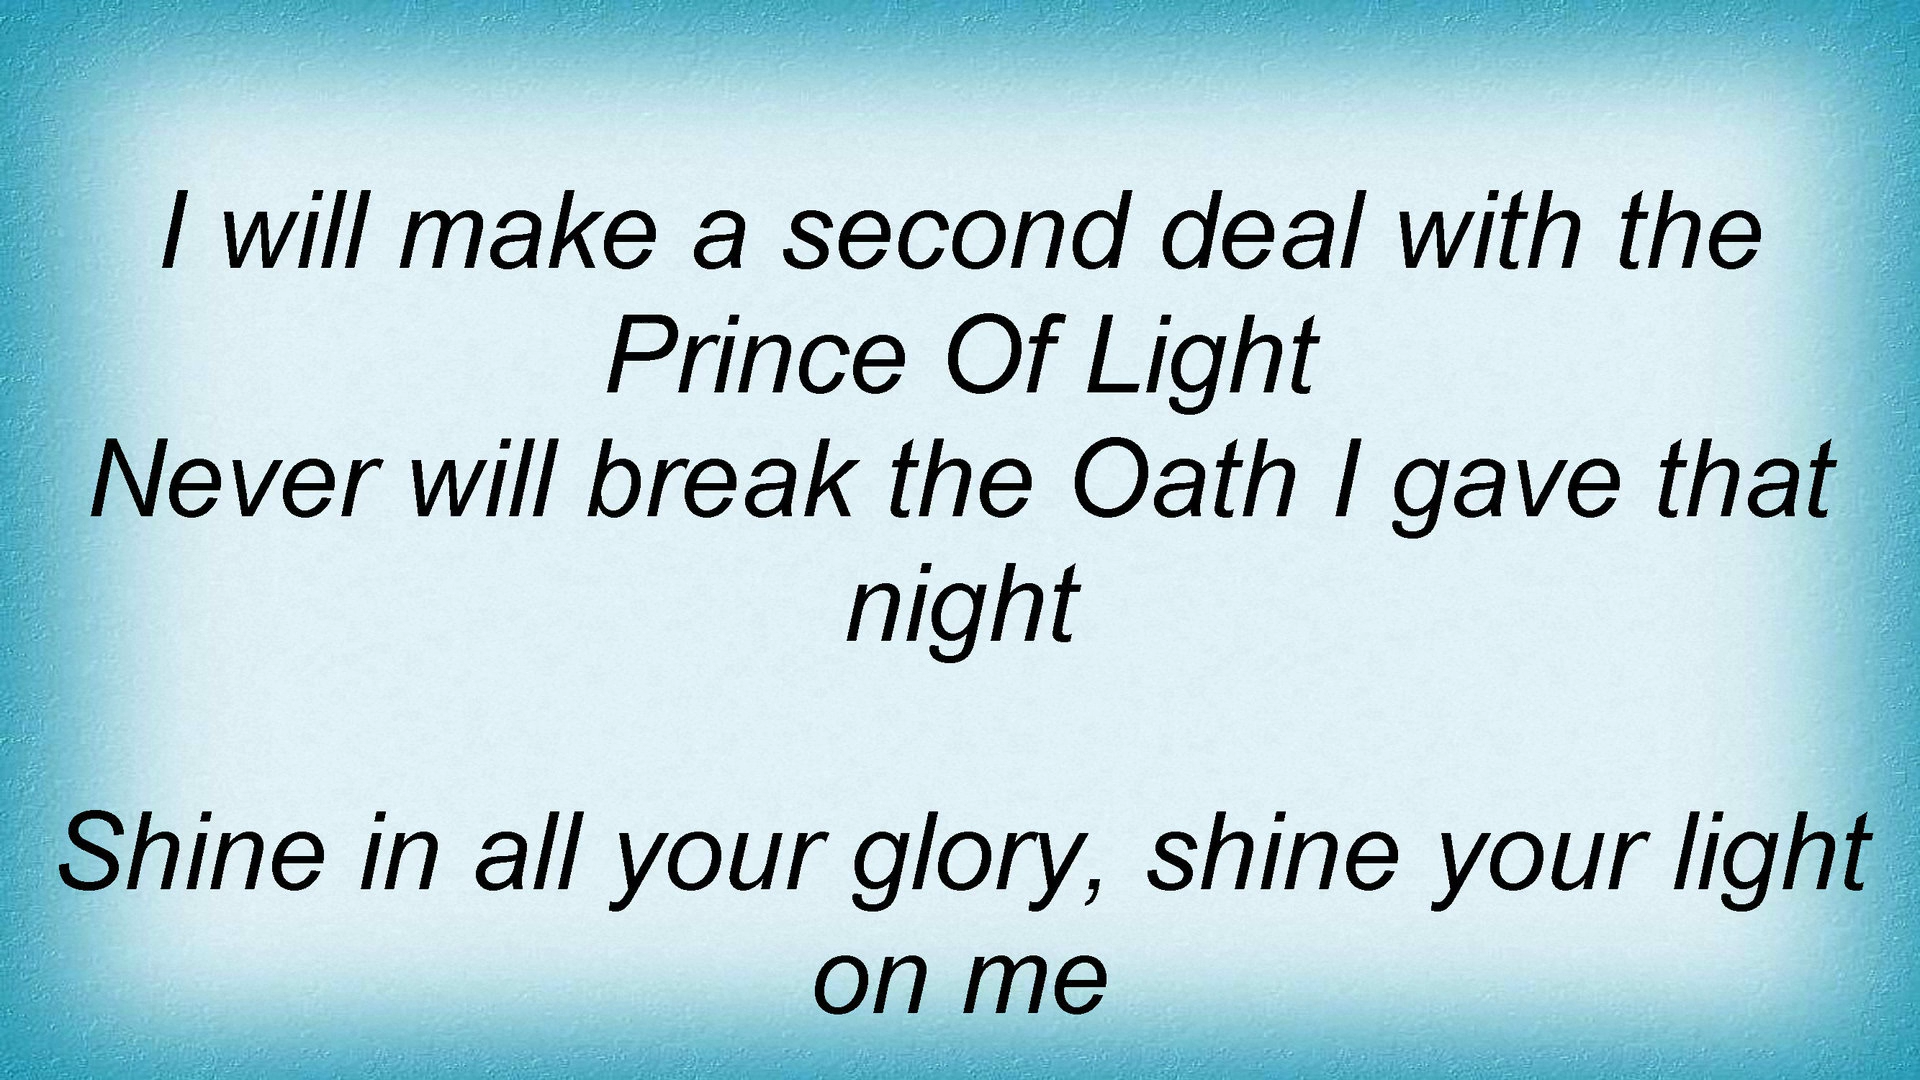 I will make a second deal with the
Prince Of Light
Never will break the Oath I gave that
night
Shine in all your glory, shine your light
on me